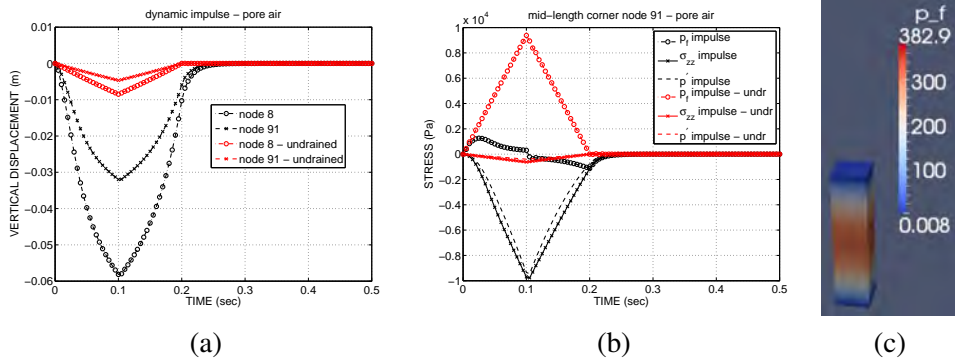 dynamic impulse – pore air
0.01
0
−0.01
−0.02
−0.03
−0.04
−0.05
−0.06
VERTICAL DISPLACEMENT (m)
node 8
node 91
node 8 – undrained
node 91 – undrained
0 0.1 0.2 0.3 0.4 0.5
TIME (sec)
(a)
mid−length corner node 91 – pore air
x 10^4
1
0.8
0.6
0.4
0.2
0
−0.2
−0.4
−0.6
−0.8
−1
STRESS (Pa)
p_f impulse
σ_zz impulse
p' impulse
p_f impulse – undr
σ_zz impulse – undr
p' impulse – undr
0 0.1 0.2 0.3 0.4 0.5
TIME (sec)
(b)
p_f
382.9
300
200
100
0.008
(c)